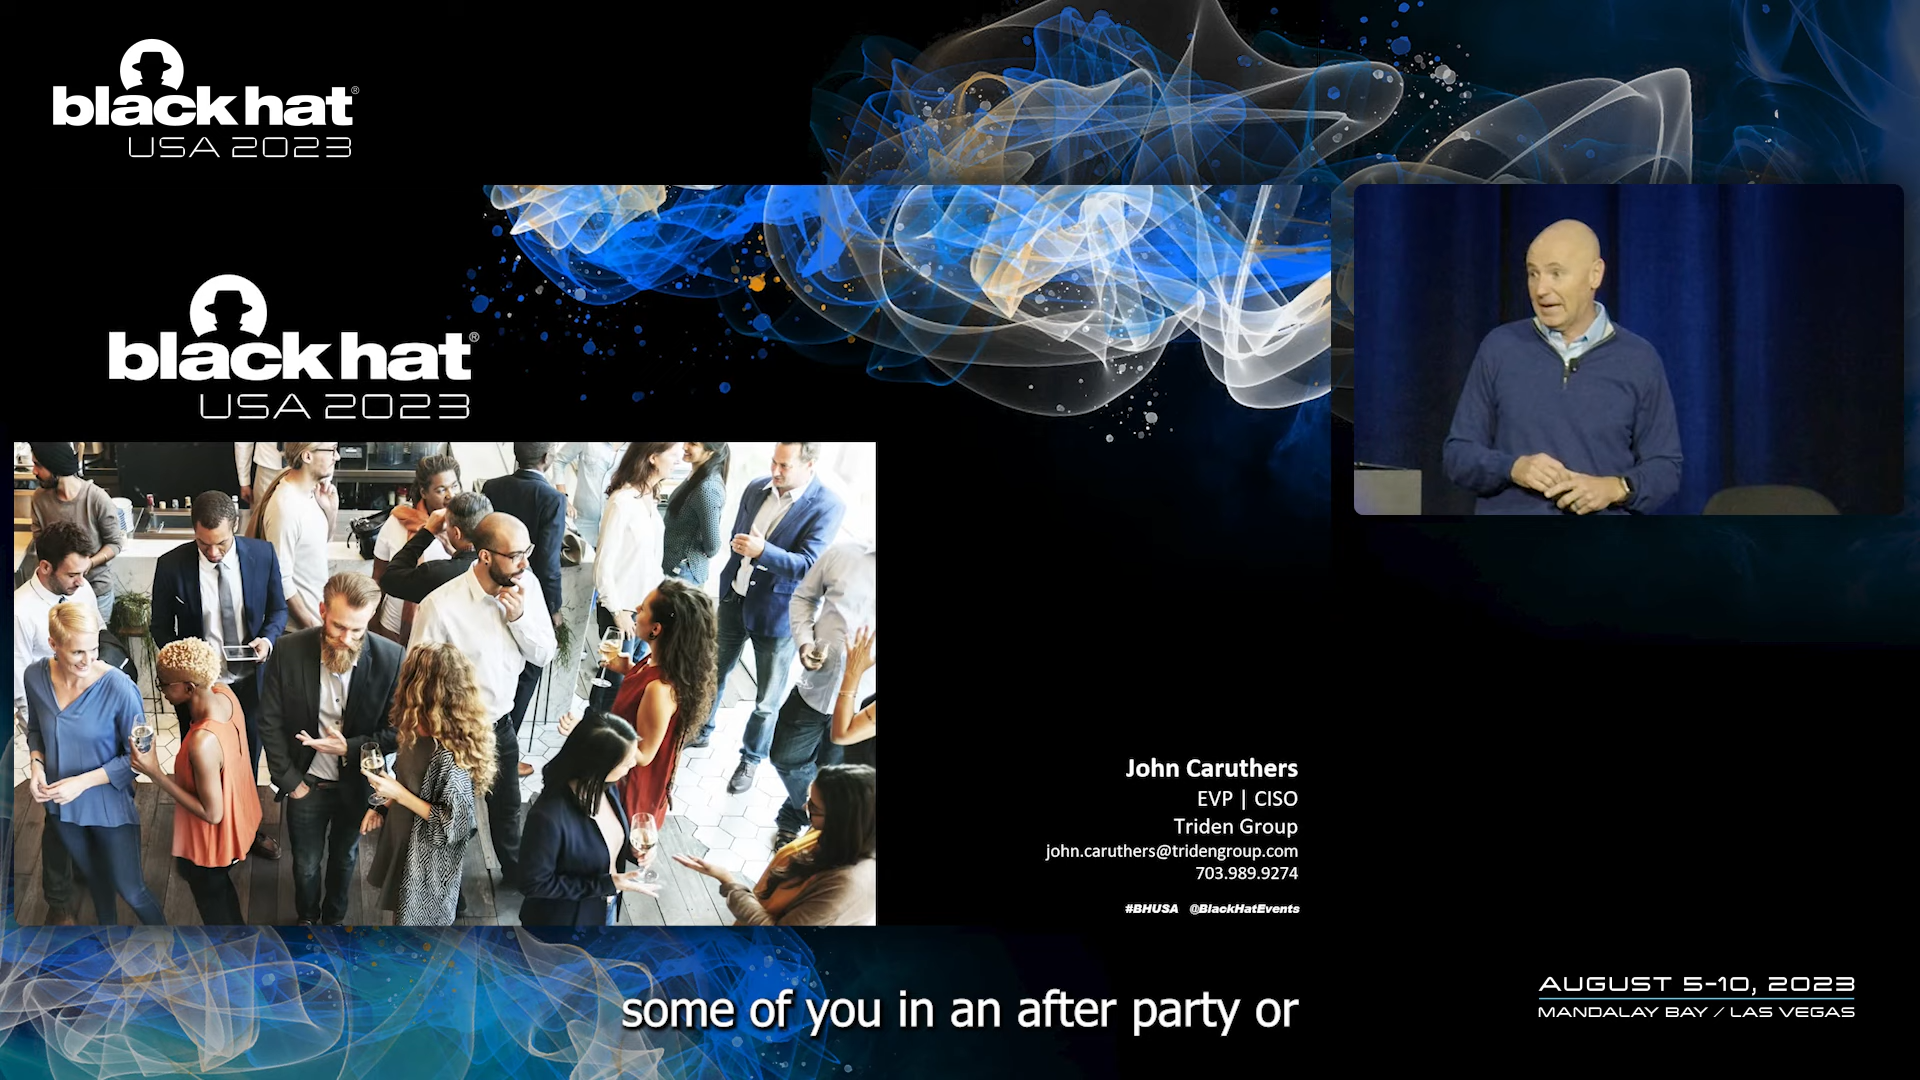 black hat®
USA 2023
black hat®
USA 2023
John Caruthers
EVP | CISO
Triden Group
john.caruthers@tridengroup.com
703.989.9274
#BHUSA @BlackHatEvents
some of you in an after party or
AUGUST 5-10, 2023
MANDALAY BAY / LAS VEGAS